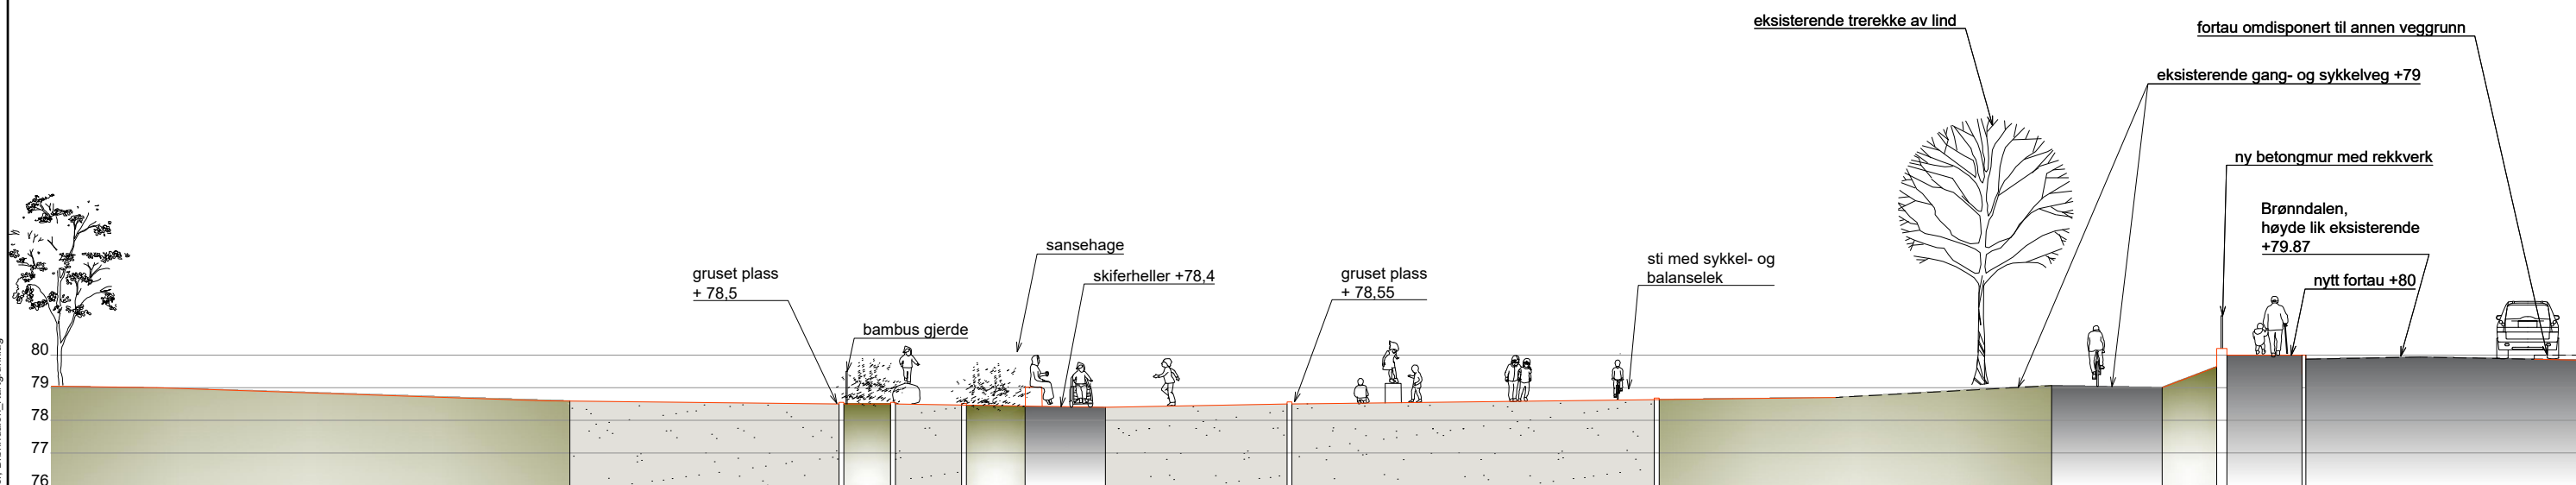 eksisterende trerekke av lind
fortau omdisponert til annen veggrunn
eksisterende gang- og sykkelveg +79
ny betongmur med rekkverk
Brønndalen,
høyde lik eksisterende
+79.87
nytt fortau +80
sansehage
skiferheller +78,4
gruset plass
+ 78,5
bambus gjerde
gruset plass
+ 78,55
sti med sykkel- og
balanselek
80
79
78
77
76